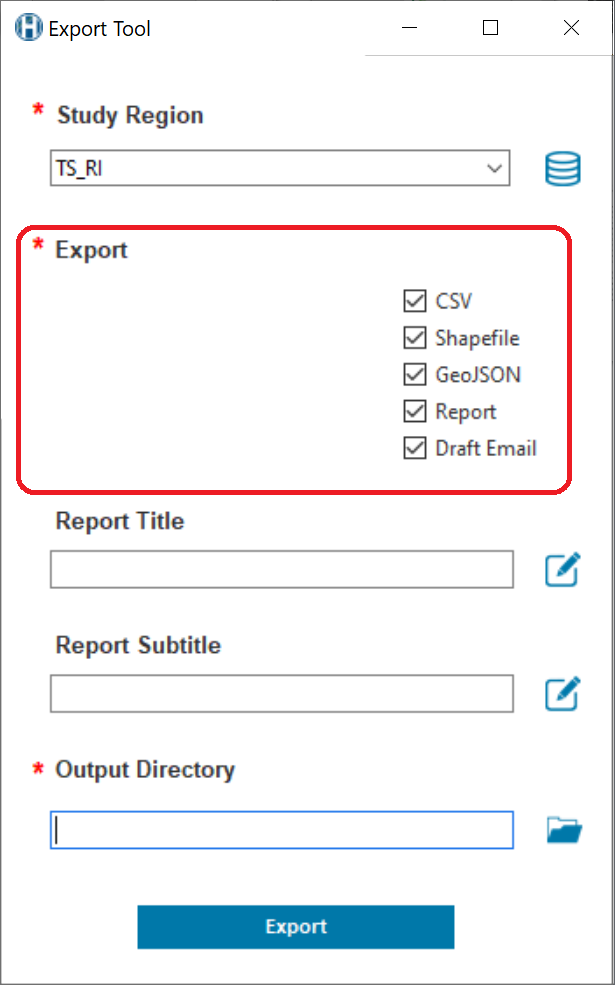 Export Tool
* Study Region
TS_RI
* Export
CSV
Shapefile
GeoJSON
Report
Draft Email
Report Title
Report Subtitle
* Output Directory
Export